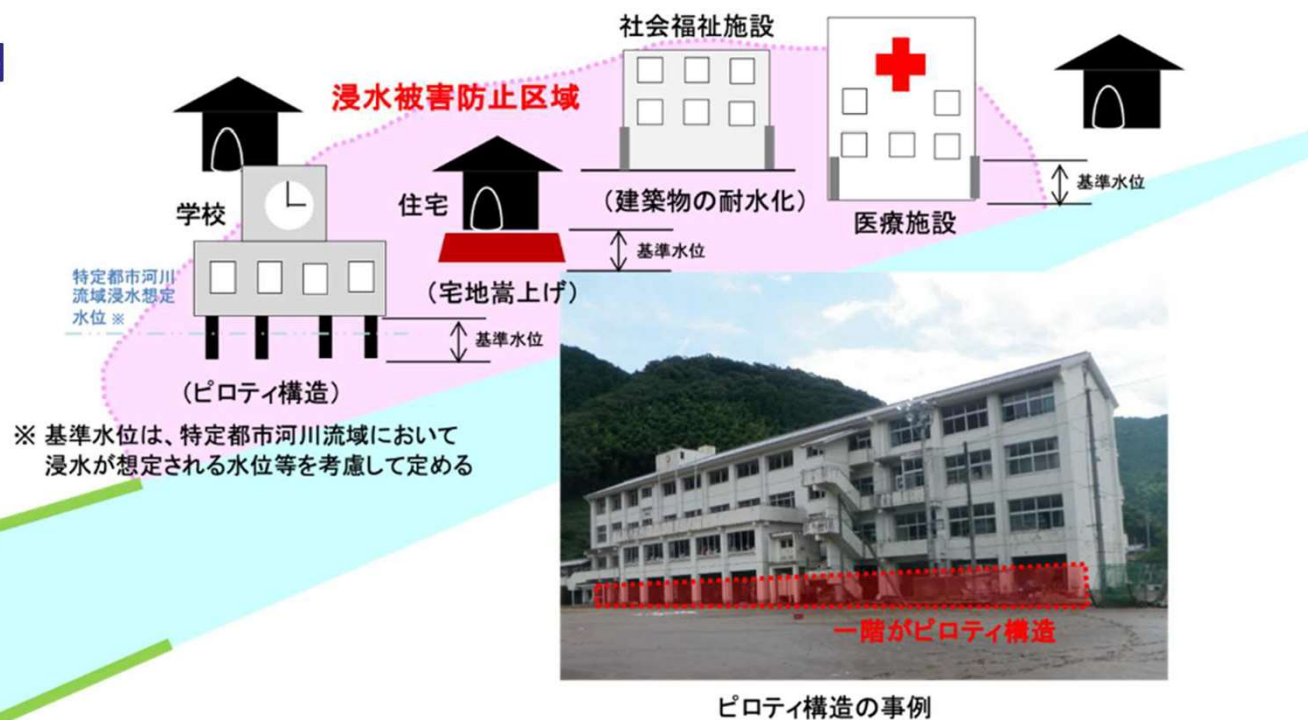 社会福祉施設
浸水被害防止区域
学校
住宅
(建築物の耐水化)
医療施設
基準水位
基準水位
特定都市河川
流域浸水想定
水位 ※
(宅地嵩上げ)
基準水位
(ピロティ構造)
※ 基準水位は、特定都市河川流域において
浸水が想定される水位等を考慮して定める
一階がピロティ構造
ピロティ構造の事例